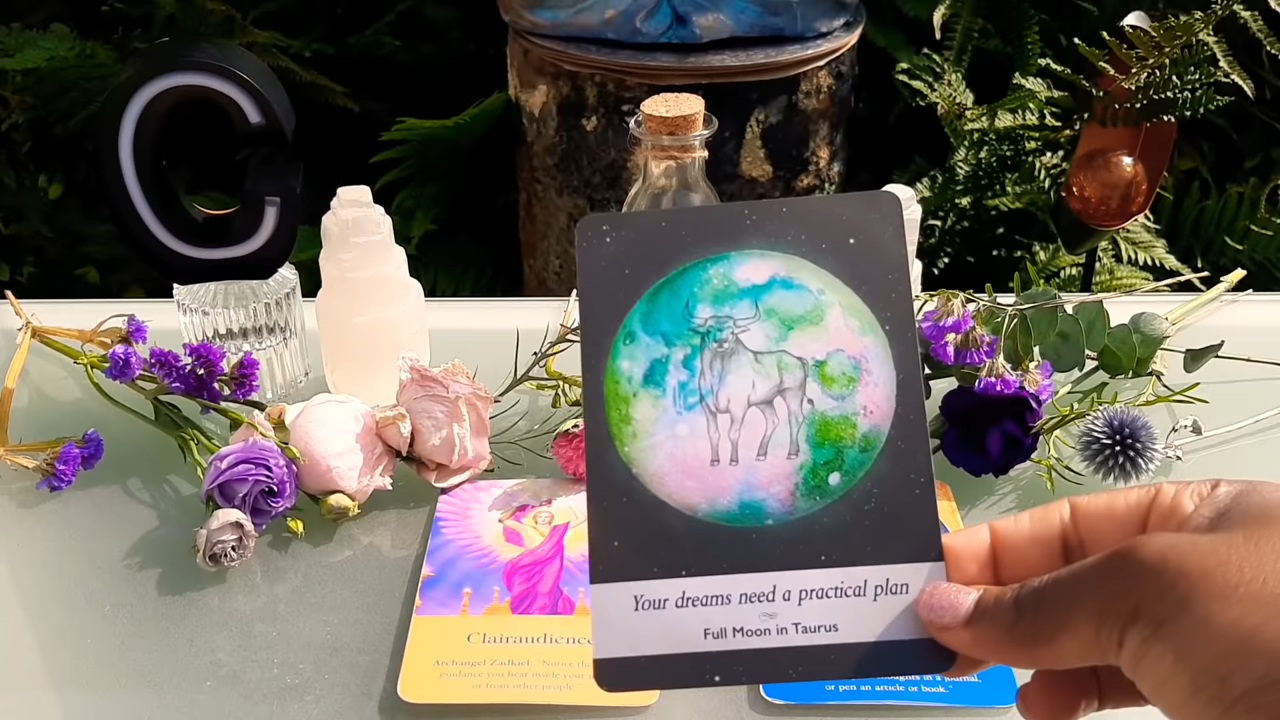 C
Your dreams need a practical plan
Full Moon in Taurus
Clairaudience
Archangel Zadkiel: "Notice the
guidance you hear inside your
or from other people."
thoughts in a journal,
or pen an article or book."